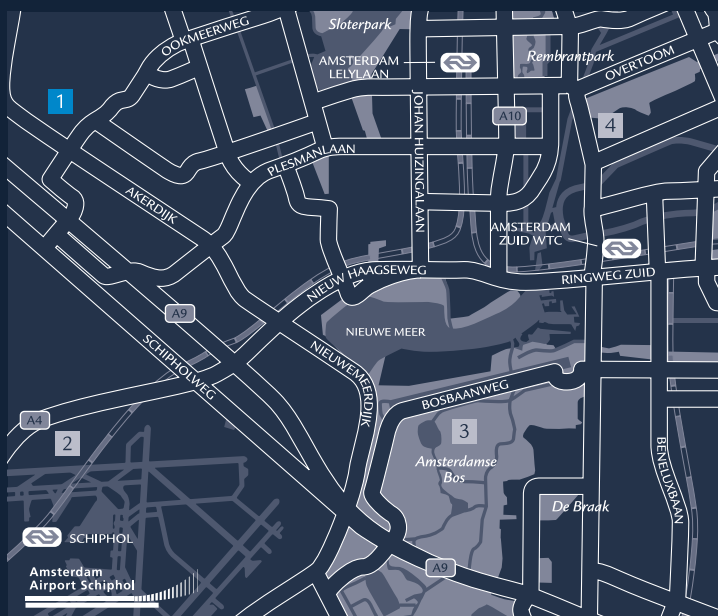 Sloterpark
OOKMEERWEG
AMSTERDAM
LELYLAAN
Rembrantpark
OVERTOOM
1
JOHAN HUIZINGALAAN
A10
4
PLESMANLAAN
AKERDIJK
AMSTERDAM
ZUID WTC
NIEUW HAAGSEWEG
RINGWEG ZUID
A9
NIEUWE MEER
SCHIPHOLWEG
NIEUWEMEERDIJK
BOSBAANWEG
A4
2
3
Amsterdamse
Bos
BENELUXBAAN
De Braak
SCHIPHOL
A9
Amsterdam
Airport Schiphol